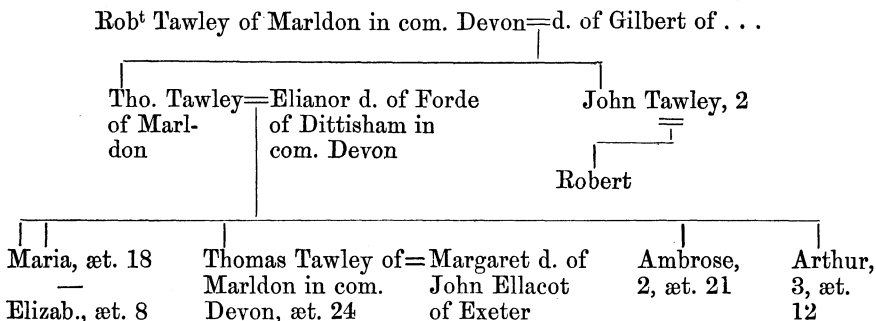 Robt Tawley of Marldon in com. Devon=d. of Gilbert of . . .
Tho. Tawley=Elianor d. of Forde
of Marl- of Dittisham in
don com. Devon
John Tawley, 2
=
Robert
Maria, æt. 18
—
Elizab., æt. 8
Thomas Tawley of=Margaret d. of
Marldon in com. John Ellacot
Devon, æt. 24 of Exeter
Ambrose,
2, æt. 21
Arthur,
3, æt.
12